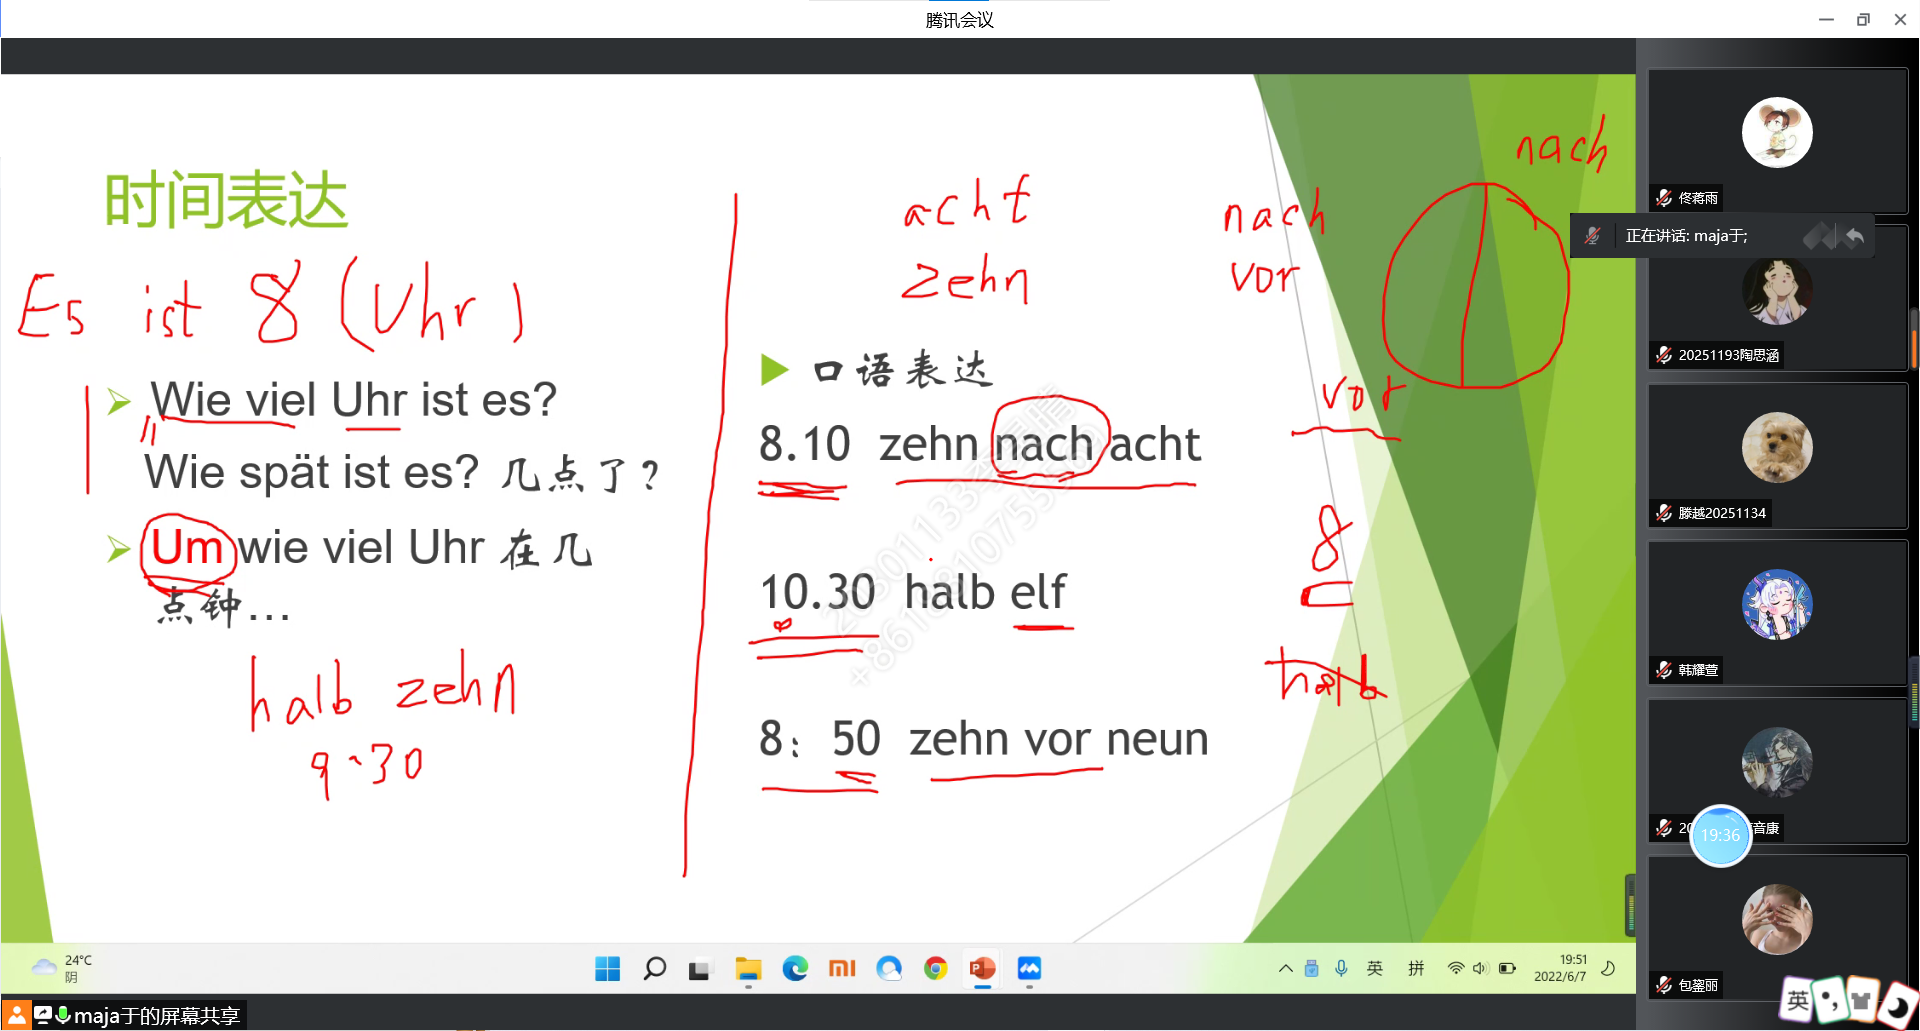 腾讯会议
时间表达
Es ist 8 (Uhr)
Wie viel Uhr ist es?
Wie spät ist es? 几点了?
Um wie viel Uhr 在几
点钟…
halb zehn
9:30
acht
zehn
nach
vor
口语表达
8.10 zehn nach acht
10.30 halb elf
8: 50 zehn vor neun
nach
vor
8
halb
佟蒋雨
正在讲话: maja于;
20251193陶思涵
滕越20251134
韩耀萱
20
音康
19:36
包鋆丽
24°C
阴
英
拼
19:51
2022/6/7
英
maja于的屏幕共享